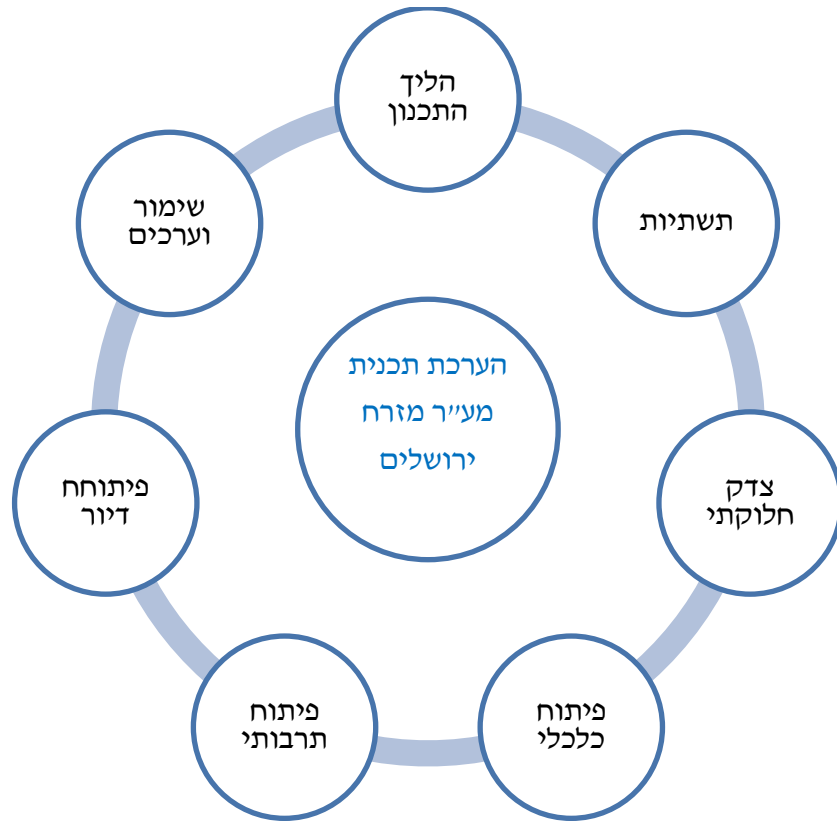 הליך
התכנון
תשתיות
צדק
חלוקתי
פיתוח
כלכלי
פיתוח
תרבותי
פיתוחח
דיור
שימור
וערכים
הערכת תכנית
מע״ר מזרח
ירושלים